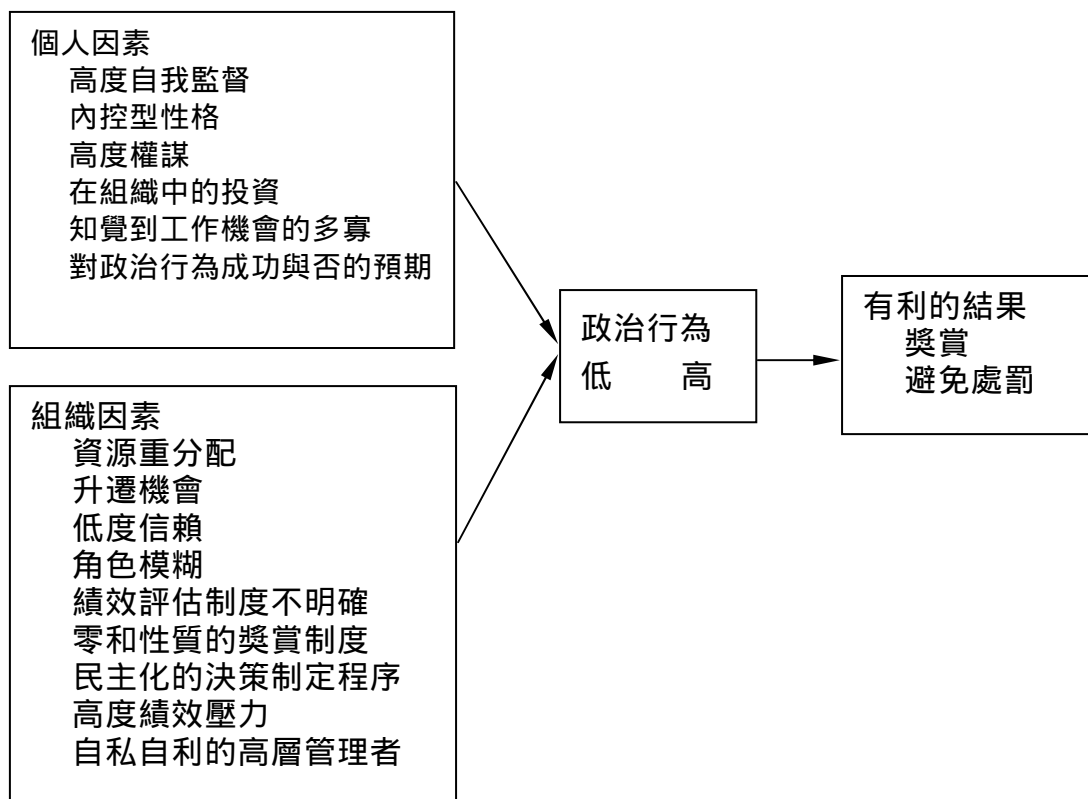 個人因素
高度自我監督
內控型性格
高度權謀
在組織中的投資
知覺到工作機會的多寡
對政治行為成功與否的預期
組織因素
資源重分配
升遷機會
低度信賴
角色模糊
績效評估制度不明確
零和性質的獎賞制度
民主化的決策制定程序
高度績效壓力
自私自利的高層管理者
政治行為
低 高
有利的結果
獎賞
避免處罰